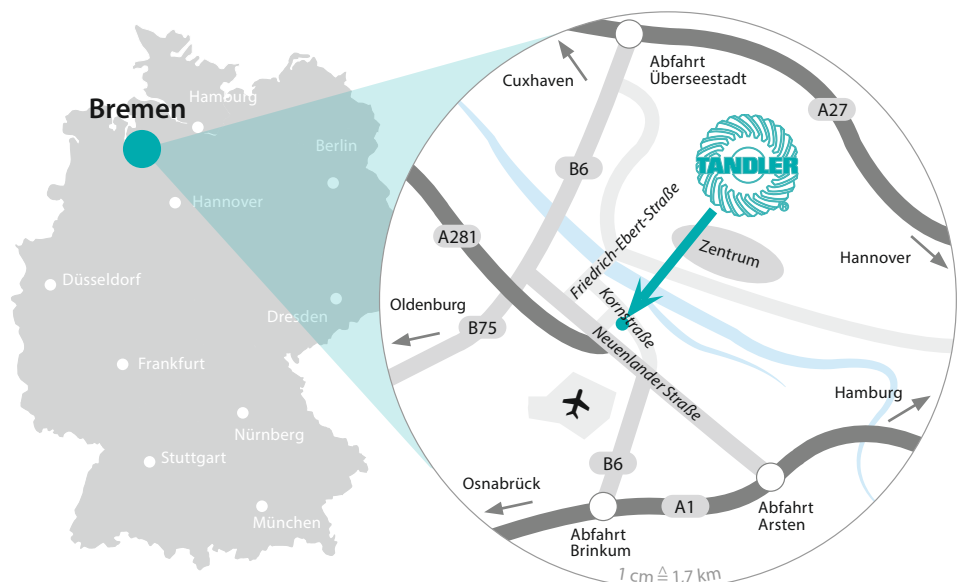 Bremen
Hamburg
Berlin
Hannover
Düsseldorf
Dresden
Frankfurt
Nürnberg
Stuttgart
München
Abfahrt
Überseestadt
Cuxhaven
A27
TANDLER
®
B6
Friedrich-Ebert-Straße
A281
Zentrum
Hannover
Oldenburg
Kornstraße
B75
Neuenlander Straße
Hamburg
B6
Osnabrück
A1
Abfahrt
Arsten
Abfahrt
Brinkum
1 cm ≙ 1,7 km